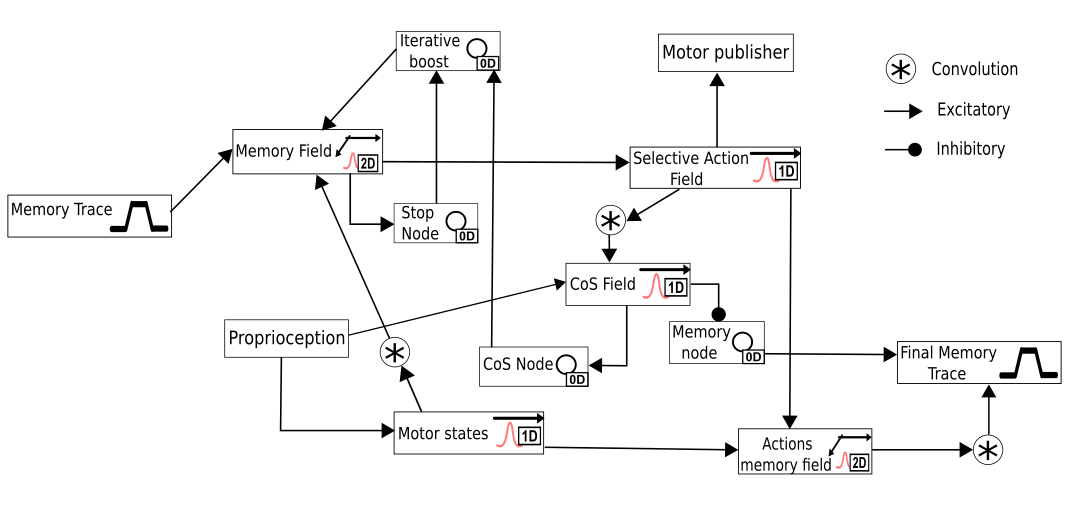 Iterative
boost
0D
Motor publisher
Convolution
Excitatory
Inhibitory
Memory Field
2D
Selective Action
Field
1D
Memory Trace
Stop
Node
0D
CoS Field
1D
Proprioception
Memory
node
0D
CoS Node
0D
Final Memory
Trace
Motor states
1D
Actions
memory field
2D